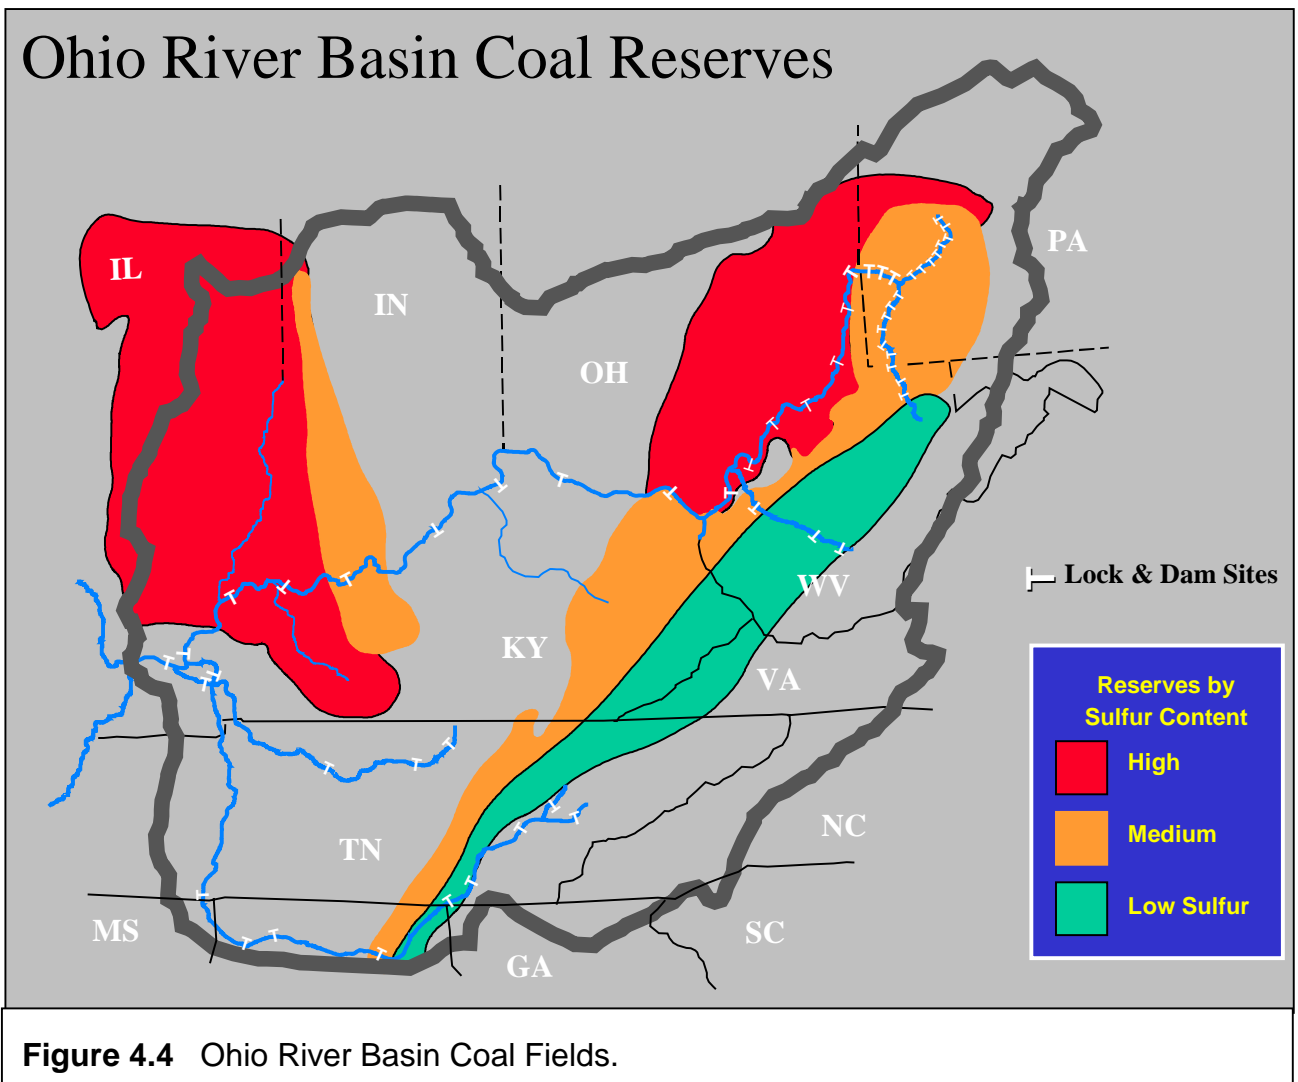 Ohio River Basin Coal Reserves
IL
IN
OH
PA
KY
WV
VA
TN
NC
MS
GA
SC
Lock & Dam Sites
Reserves by
Sulfur Content
High
Medium
Low Sulfur
Figure 4.4 Ohio River Basin Coal Fields.